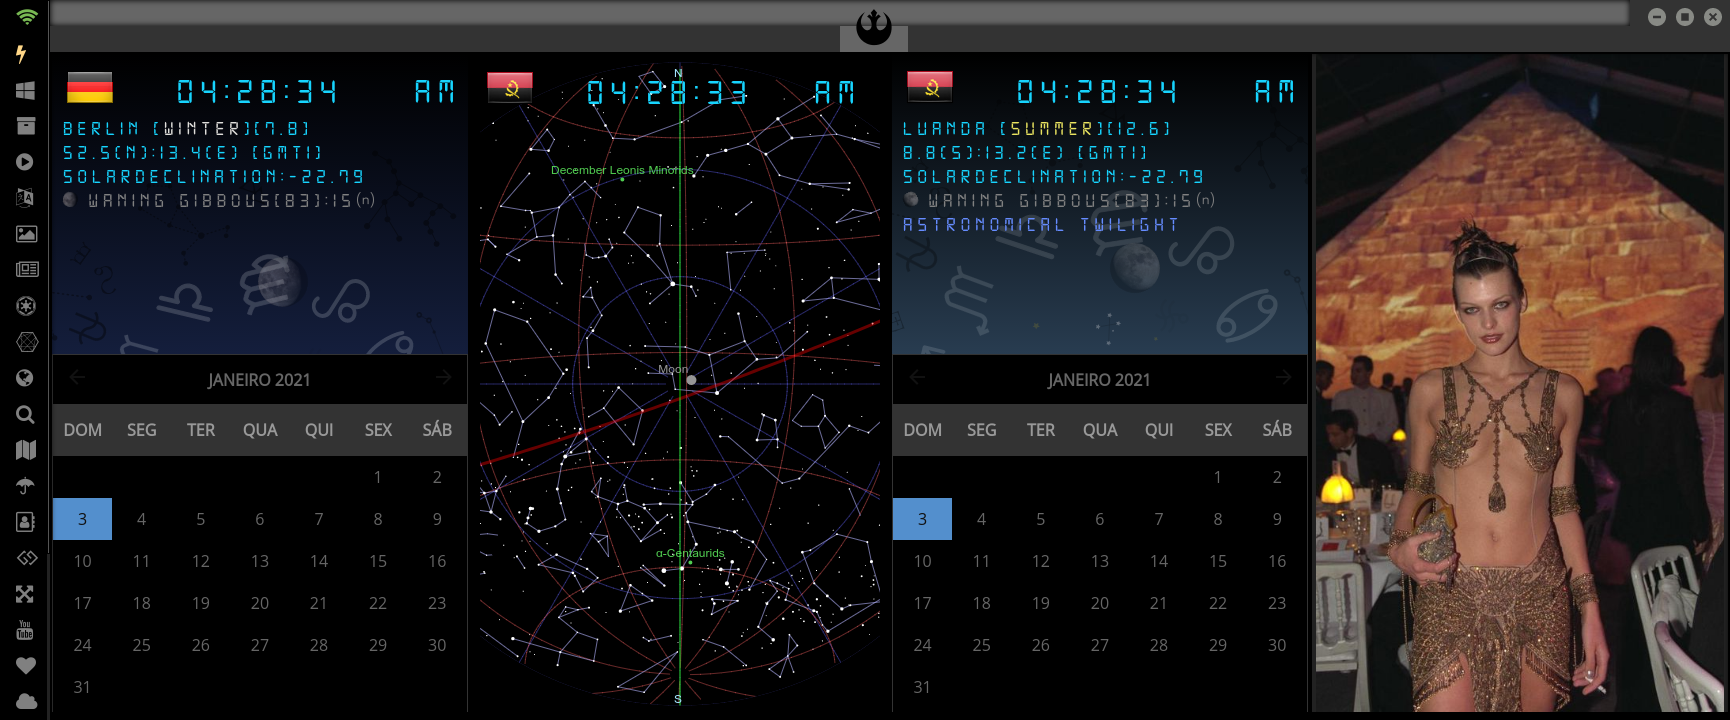 04:28:34 AM
BERLIN [WINTER][7.8]
52.5(N):13.4(E) [GMT1]
SOLARDECLINATION:-22.79
WANING GIBBOUS[83]:15(n)
JANEIRO 2021
DOM SEG TER QUA QUI SEX SÁB
1 2
3 4 5 6 7 8 9
10 11 12 13 14 15 16
17 18 19 20 21 22 23
24 25 26 27 28 29 30
31
N
04:28:33 AM
December Leonis Minorids
Moon
α-Centaurids
S
04:28:34 AM
LUANDA [SUMMER][12.6]
8.8(S):13.2(E) [GMT1]
SOLARDECLINATION:-22.79
WANING GIBBOUS[83]:15(n)
ASTRONOMICAL TWILIGHT
JANEIRO 2021
DOM SEG TER QUA QUI SEX SÁB
1 2
3 4 5 6 7 8 9
10 11 12 13 14 15 16
17 18 19 20 21 22 23
24 25 26 27 28 29 30
31
You
Tube